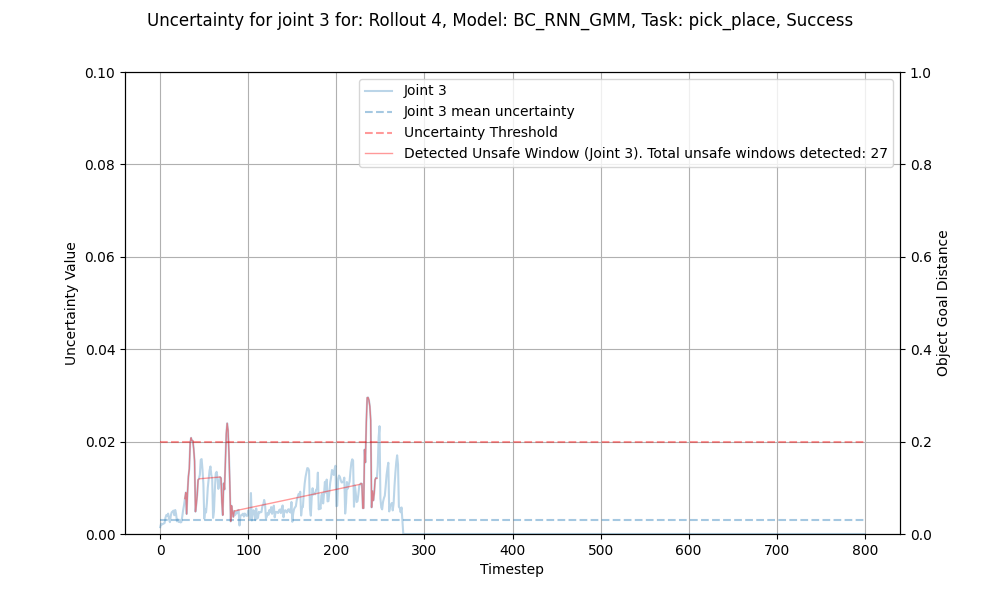 Uncertainty for joint 3 for: Rollout 4, Model: BC_RNN_GMM, Task: pick_place, Success
Joint 3
Joint 3 mean uncertainty
Uncertainty Threshold
Detected Unsafe Window (Joint 3). Total unsafe windows detected: 27
Uncertainty Value
0.10
0.08
0.06
0.04
0.02
0.00
1.0
0.8
0.6
0.4
0.2
0.0
Object Goal Distance
0 100 200 300 400 500 600 700 800
Timestep